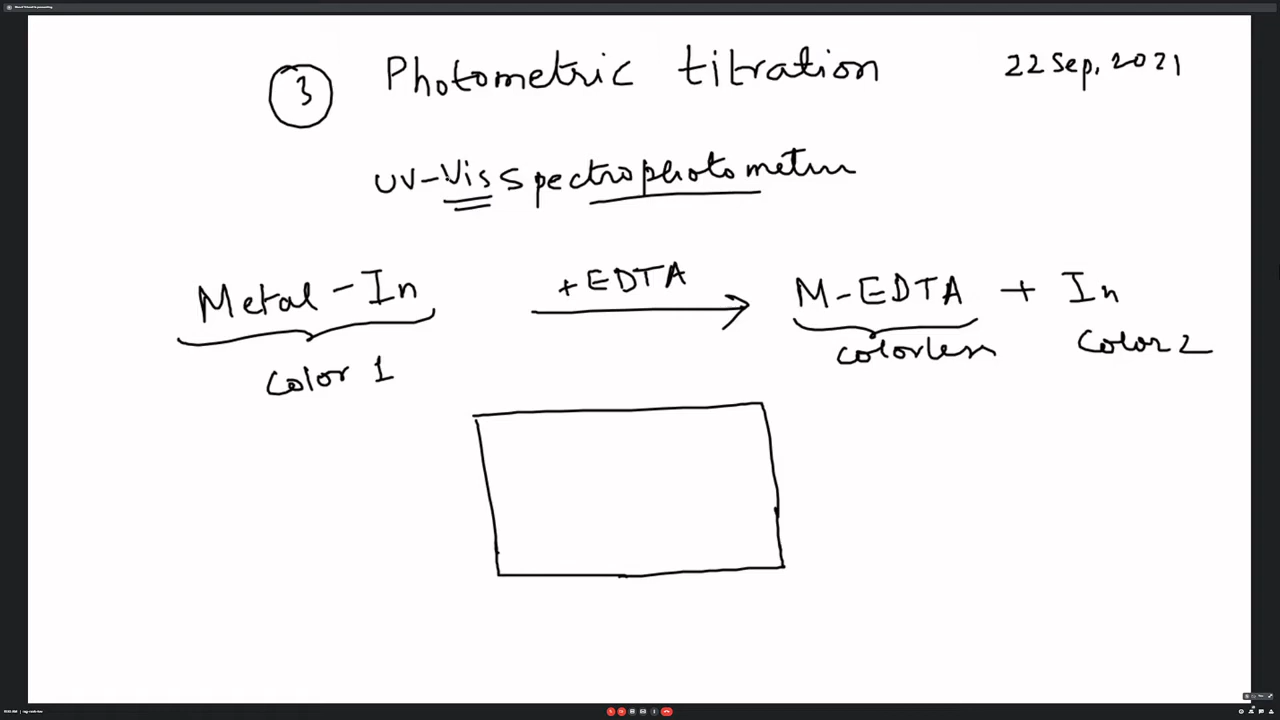 3 Photometric titration 22 Sep, 2021
UV-Vis Spectrophotometer
Metal - In +EDTA M-EDTA + In
color 1 colorless color 2